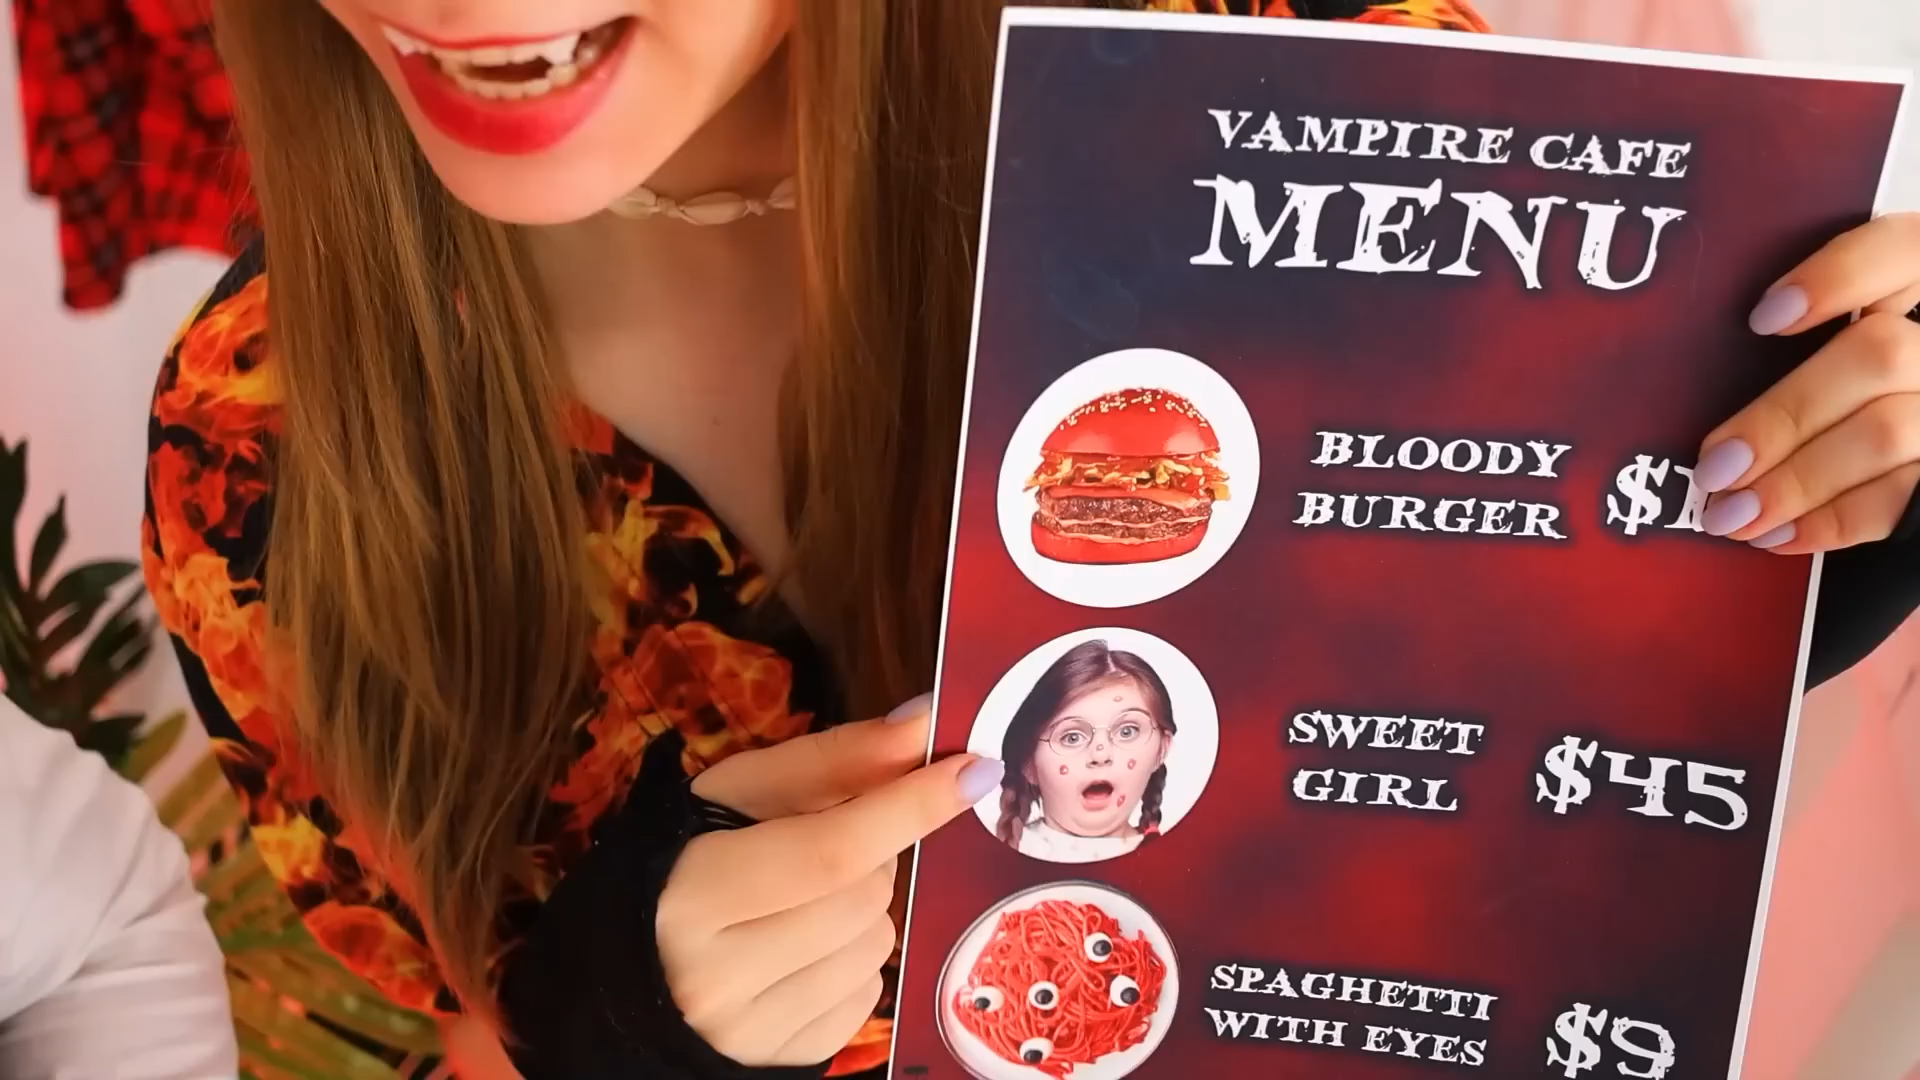 VAMPIRE CAFE
MENU
BLOODY
BURGER
SWEET
GIRL $45
SPAGHETTI
WITH EYES $9